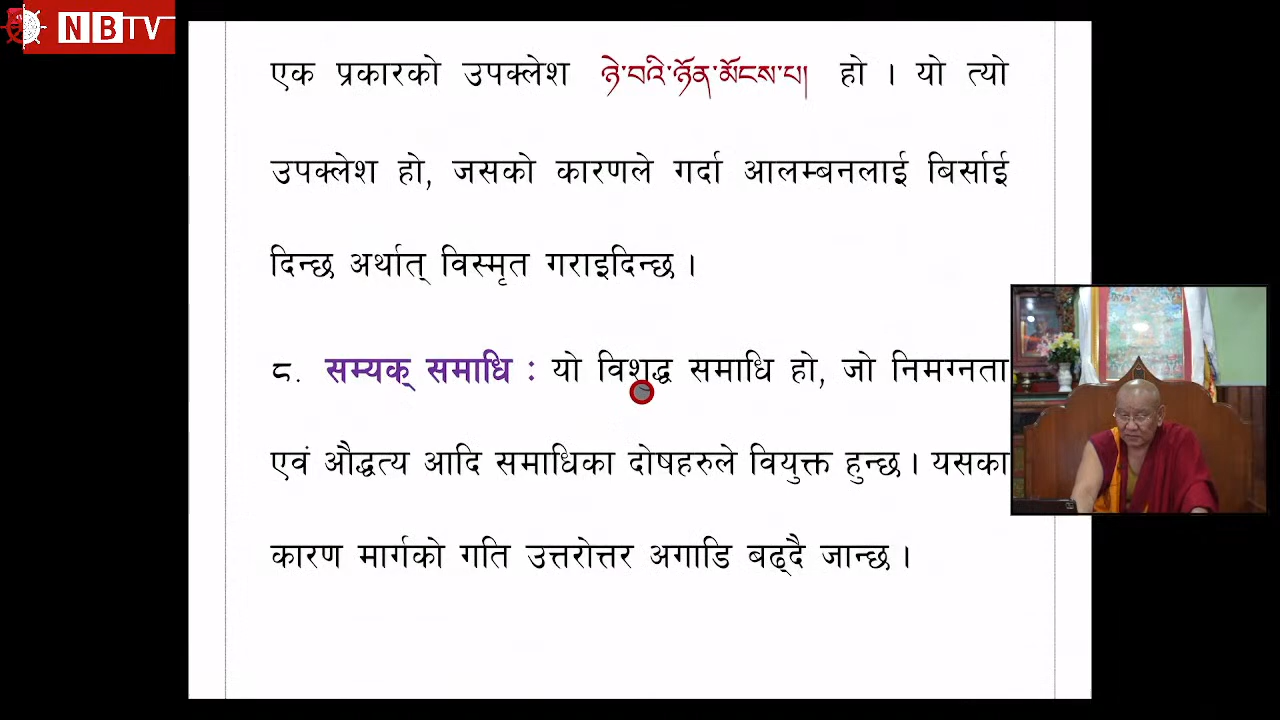 NBTV
एक प्रकारको उपक्लेश ཉེ་བའི་ཉོན་མོངས་པ། हो । यो त्यो
उपक्लेश हो, जसको कारणले गर्दा आलम्बनलाई बिर्साई
दिन्छ अर्थात् विस्मृत गराइदिन्छ ।
८. सम्यक् समाधि : यो विशुद्ध समाधि हो, जो निमग्नता
एवं औद्धत्य आदि समाधिका दोषहरुले वियुक्त हुन्छ । यसका
कारण मार्गको गति उत्तरोत्तर अगाडि बढ्दै जान्छ ।